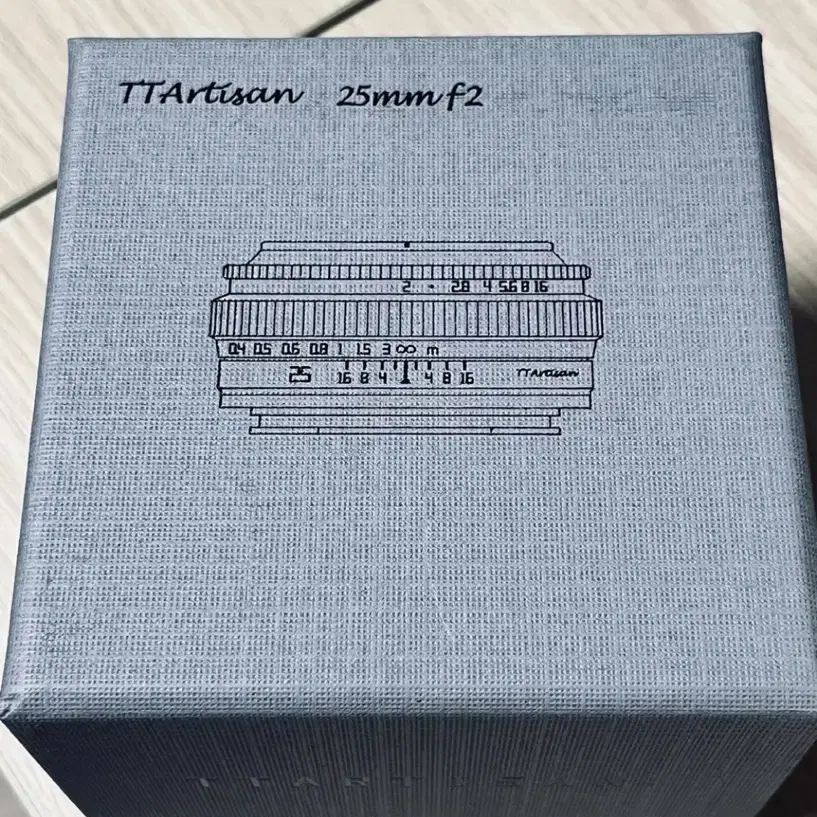 TTArtisan 25mm f2
2 • 2.8 4 5.6 8 16
0.4 0.5 0.6 0.8 1 1.5 3 ∞ m
25 16 8 4 4 8 16 TTArtisan
TTARTISAN